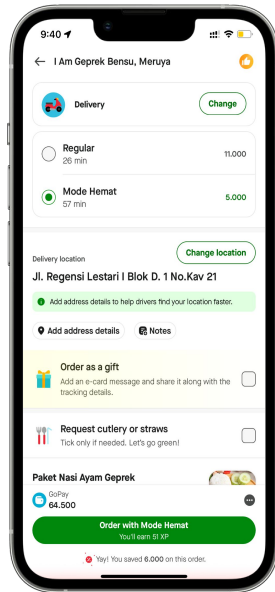 9:40
I Am Geprek Bensu, Meruya
Delivery
Change
Regular
11.000
26 min
Mode Hemat
5.000
57 min
Delivery location
Change location
Jl. Regensi Lestari I Blok D. 1 No.Kav 21
Add address details to help drivers find your location faster.
Add address details
Notes
Order as a gift
Add an e-card message and share it along with the
tracking details.
Request cutlery or straws
Tick only if needed. Let's go green!
Paket Nasi Ayam Geprek
GoPay
64.500
Order with Mode Hemat
You'll earn 51 XP
Yay! You saved 6.000 on this order.